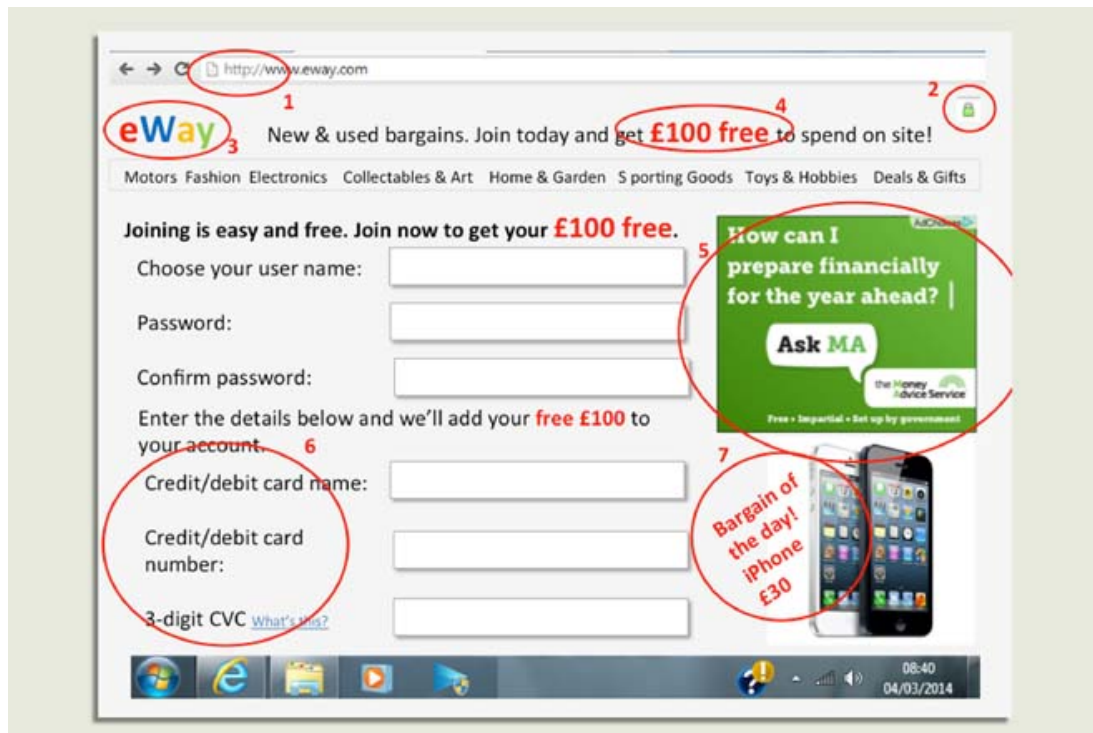 http://www.eway.com
1
2
eWay
3
New & used bargains. Join today and get £100 free to spend on site!
4
Motors Fashion Electronics Collectables & Art Home & Garden S porting Goods Toys & Hobbies Deals & Gifts
Joining is easy and free. Join now to get your £100 free.
Choose your user name:
Password:
Confirm password:
Enter the details below and we'll add your free £100 to
your account.
6
Credit/debit card name:
Credit/debit card
number:
3-digit CVC What's this?
5
AdChoices
How can I
prepare financially
for the year ahead?
Ask MA
the Money
Advice Service
Free • Impartial • Set up by government
7
Bargain of
the day!
iPhone
£30
08:40
04/03/2014